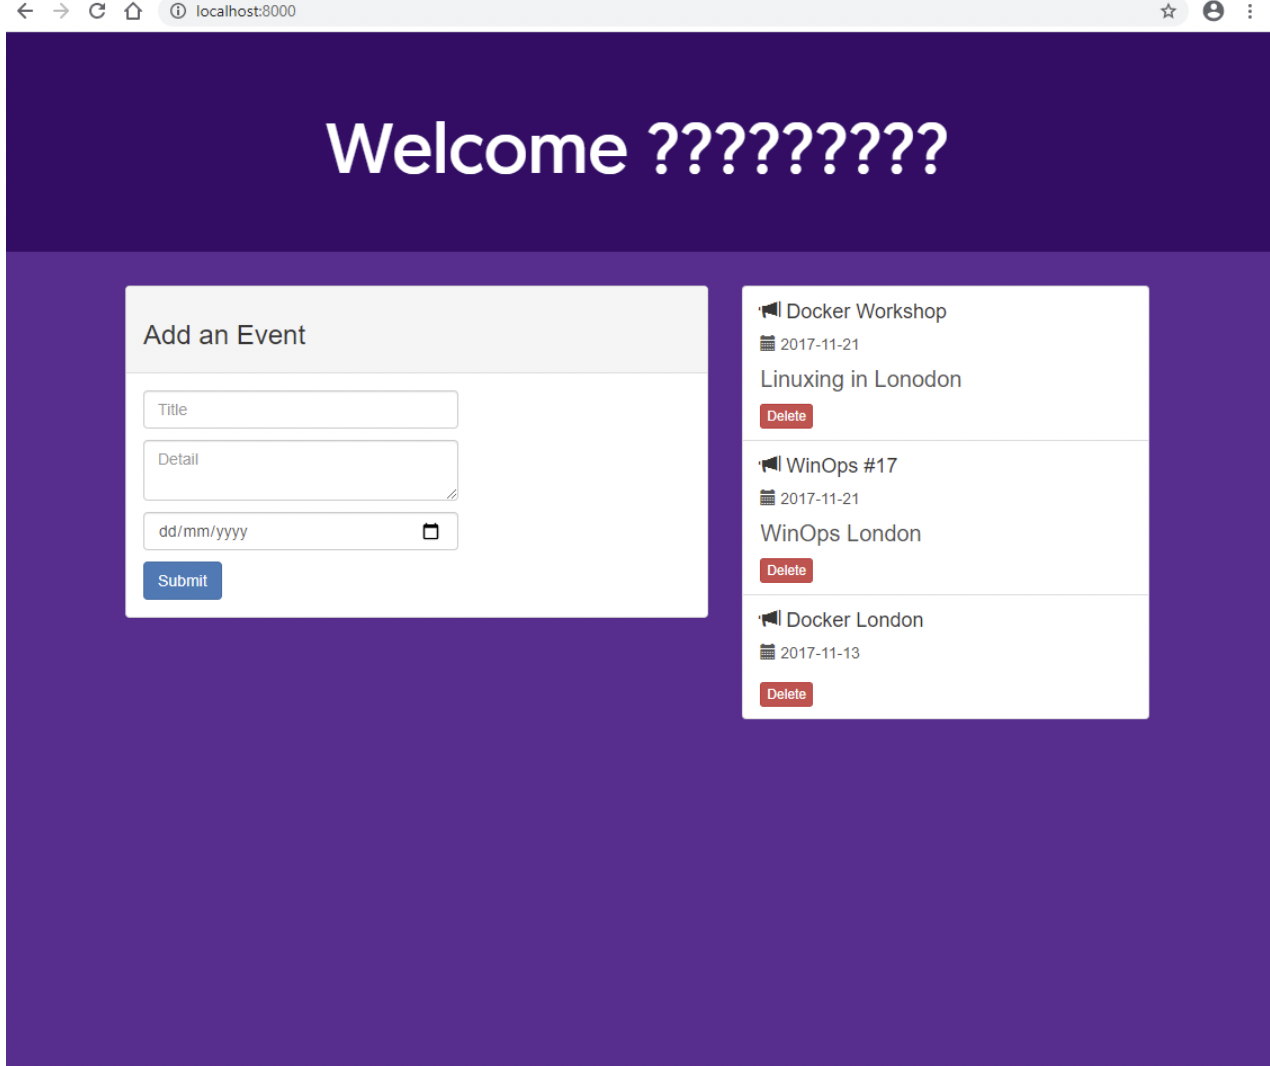 localhost:8000
Welcome ?????????
Add an Event
Title
Detail
dd/mm/yyyy
Submit
Docker Workshop
2017-11-21
Linuxing in Lonodon
Delete
WinOps #17
2017-11-21
WinOps London
Delete
Docker London
2017-11-13
Delete